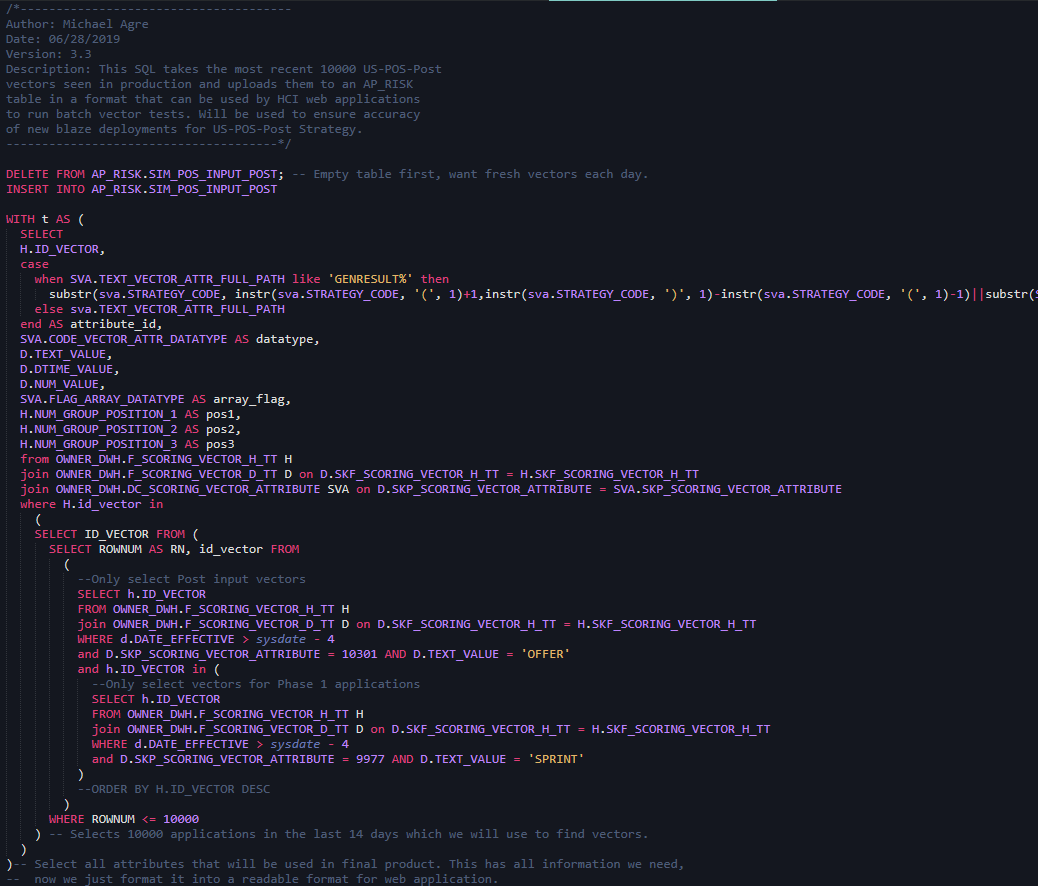 /*--------------------------------------
Author: Michael Agre
Date: 06/28/2019
Version: 3.3
Description: This SQL takes the most recent 10000 US-POS-Post
vectors seen in production and uploads them to an AP_RISK
table in a format that can be used by HCI web applications
to run batch vector tests. Will be used to ensure accuracy
of new blaze deployments for US-POS-Post Strategy.
--------------------------------------*/
DELETE FROM AP_RISK.SIM_POS_INPUT_POST; -- Empty table first, want fresh vectors each day.
INSERT INTO AP_RISK.SIM_POS_INPUT_POST
WITH t AS (
SELECT
H.ID_VECTOR,
case
when SVA.TEXT_VECTOR_ATTR_FULL_PATH like 'GENRESULT%' then
substr(sva.STRATEGY_CODE, instr(sva.STRATEGY_CODE, '(', 1)+1,instr(sva.STRATEGY_CODE, ')', 1)-instr(sva.STRATEGY_CODE, '(', 1)-1)||substr(
else sva.TEXT_VECTOR_ATTR_FULL_PATH
end AS attribute_id,
SVA.CODE_VECTOR_ATTR_DATATYPE AS datatype,
D.TEXT_VALUE,
D.DTIME_VALUE,
D.NUM_VALUE,
SVA.FLAG_ARRAY_DATATYPE AS array_flag,
H.NUM_GROUP_POSITION_1 AS pos1,
H.NUM_GROUP_POSITION_2 AS pos2,
H.NUM_GROUP_POSITION_3 AS pos3
from OWNER_DWH.F_SCORING_VECTOR_H_TT H
join OWNER_DWH.F_SCORING_VECTOR_D_TT D on D.SKF_SCORING_VECTOR_H_TT = H.SKF_SCORING_VECTOR_H_TT
join OWNER_DWH.DC_SCORING_VECTOR_ATTRIBUTE SVA on D.SKP_SCORING_VECTOR_ATTRIBUTE = SVA.SKP_SCORING_VECTOR_ATTRIBUTE
where H.id_vector in
(
SELECT ID_VECTOR FROM (
SELECT ROWNUM AS RN, id_vector FROM
(
--Only select Post input vectors
SELECT h.ID_VECTOR
FROM OWNER_DWH.F_SCORING_VECTOR_H_TT H
join OWNER_DWH.F_SCORING_VECTOR_D_TT D on D.SKF_SCORING_VECTOR_H_TT = H.SKF_SCORING_VECTOR_H_TT
WHERE d.DATE_EFFECTIVE > sysdate - 4
and D.SKP_SCORING_VECTOR_ATTRIBUTE = 10301 AND D.TEXT_VALUE = 'OFFER'
and h.ID_VECTOR in (
--Only select vectors for Phase 1 applications
SELECT h.ID_VECTOR
FROM OWNER_DWH.F_SCORING_VECTOR_H_TT H
join OWNER_DWH.F_SCORING_VECTOR_D_TT D on D.SKF_SCORING_VECTOR_H_TT = H.SKF_SCORING_VECTOR_H_TT
WHERE d.DATE_EFFECTIVE > sysdate - 4
and D.SKP_SCORING_VECTOR_ATTRIBUTE = 9977 AND D.TEXT_VALUE = 'SPRINT'
)
--ORDER BY H.ID_VECTOR DESC
)
WHERE ROWNUM <= 10000
) -- Selects 10000 applications in the last 14 days which we will use to find vectors.
)
)-- Select all attributes that will be used in final product. This has all information we need,
-- now we just format it into a readable format for web application.